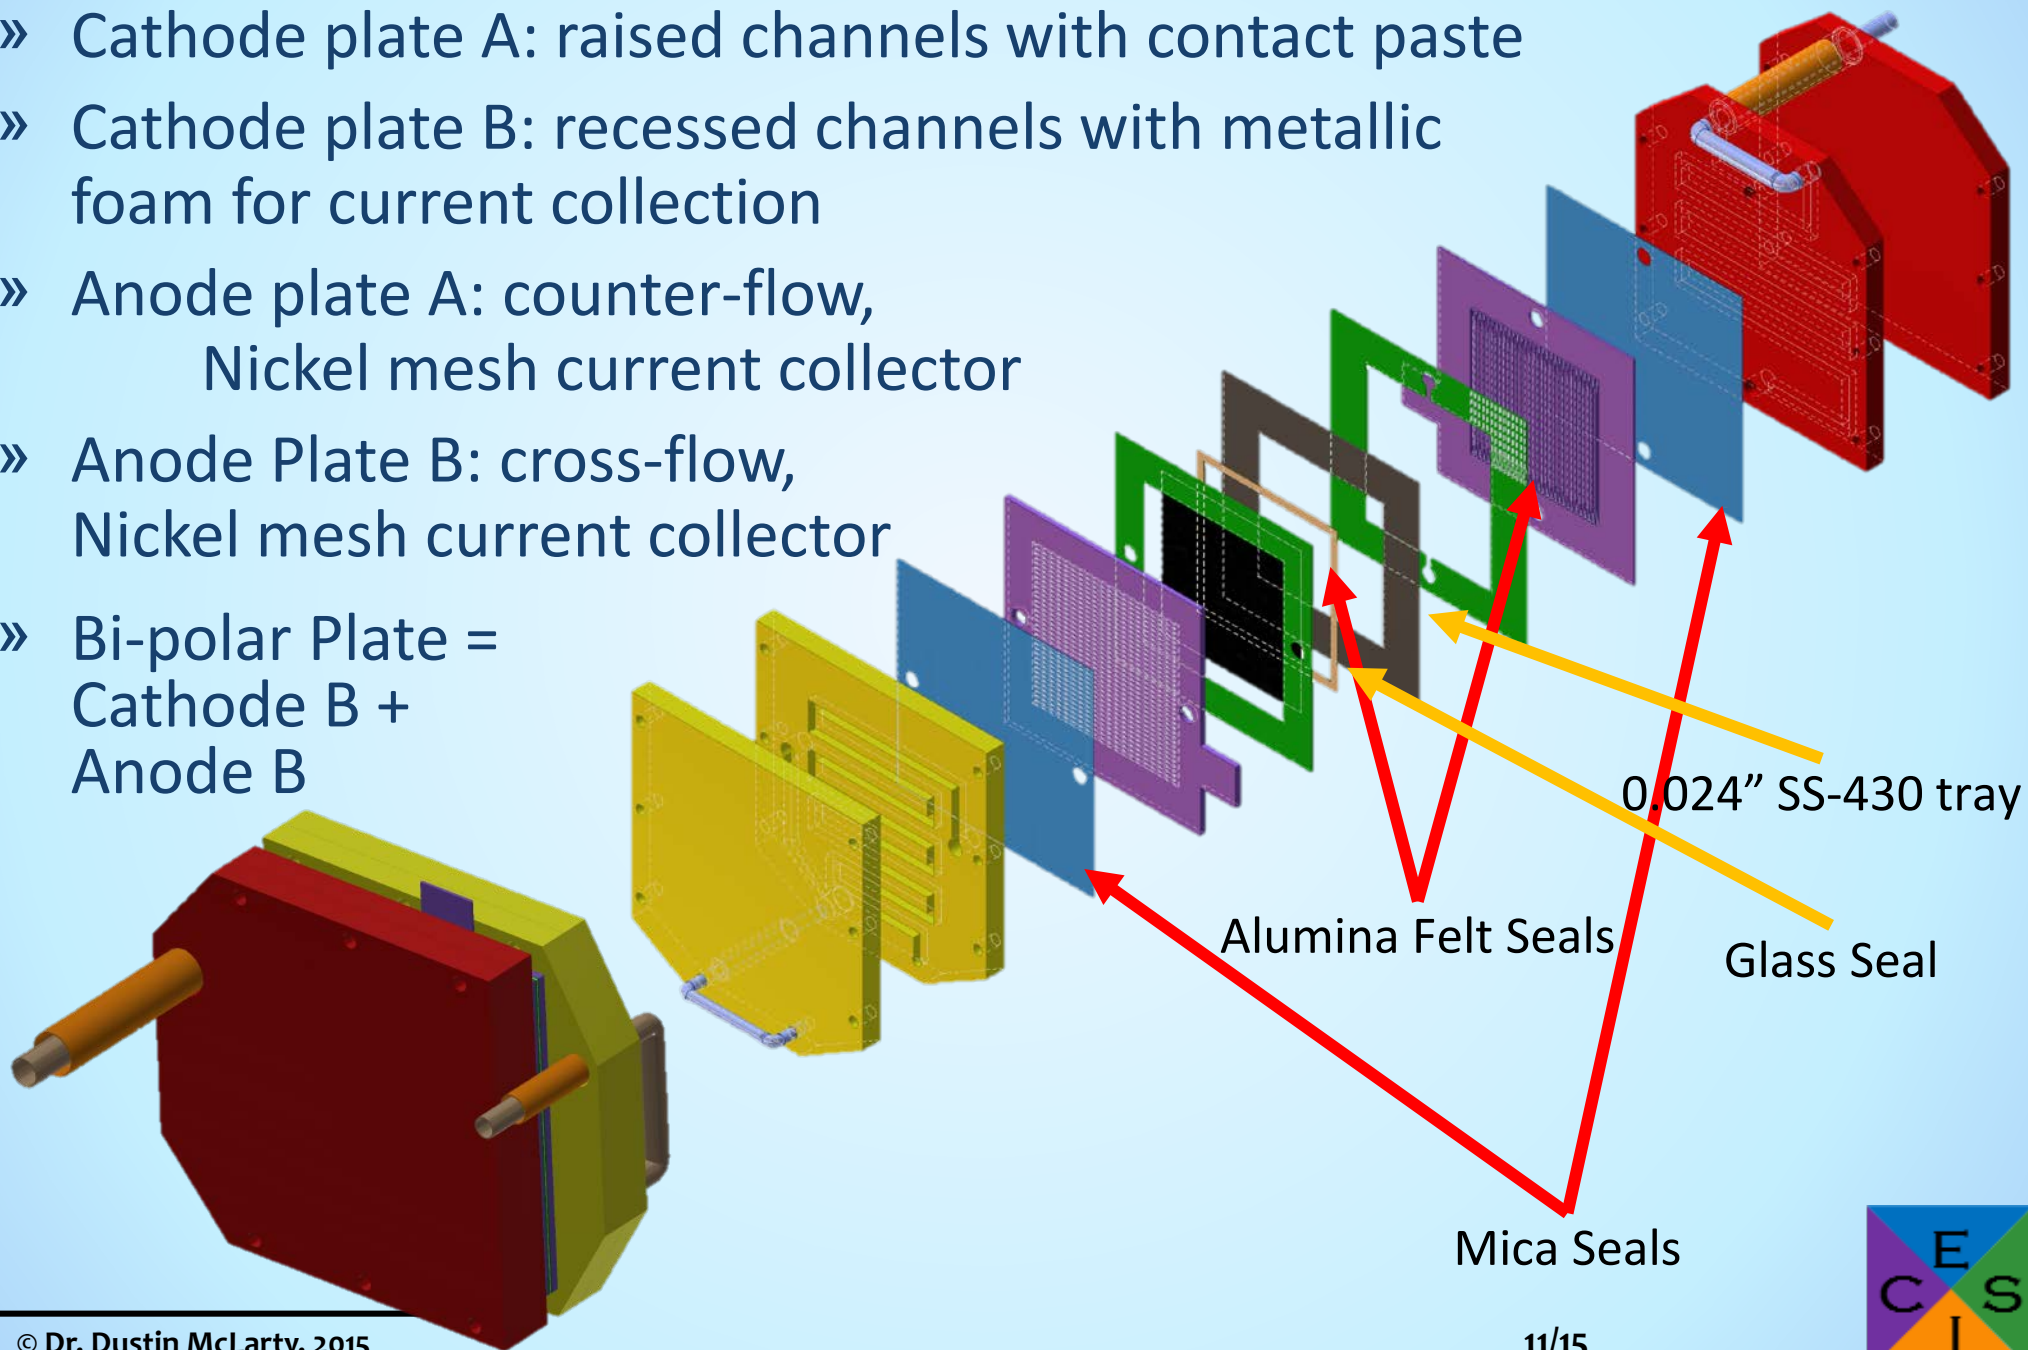 » Cathode plate A: raised channels with contact paste
» Cathode plate B: recessed channels with metallic
foam for current collection
» Anode plate A: counter-flow,
Nickel mesh current collector
» Anode Plate B: cross-flow,
Nickel mesh current collector
» Bi-polar Plate =
Cathode B +
Anode B
0.024” SS-430 tray
Alumina Felt Seals
Glass Seal
Mica Seals
© Dr. Dustin McLarty, 2015
11/15
E
C S
I